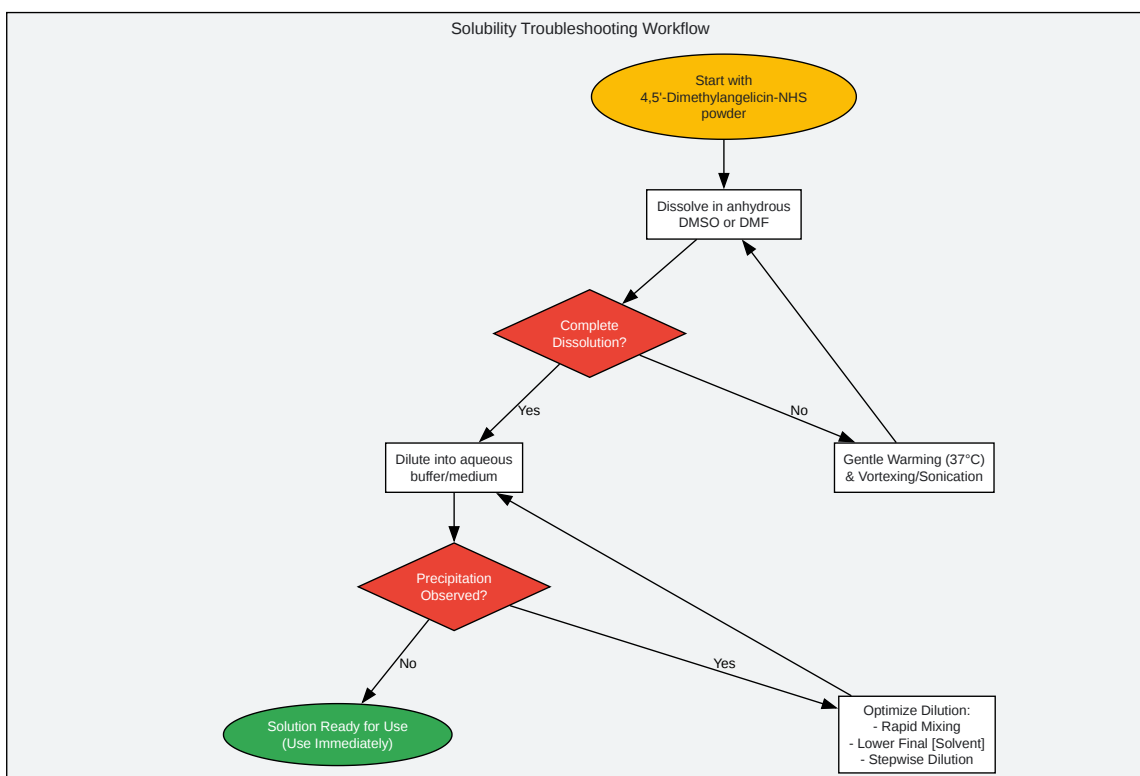 Solubility Troubleshooting Workflow
Start with
4,5'-Dimethylangelicin-NHS
powder
Dissolve in anhydrous
DMSO or DMF
Complete
Dissolution?
Yes
No
Dilute into aqueous
buffer/medium
Gentle Warming (37°C)
& Vortexing/Sonication
Precipitation
Observed?
No
Yes
Solution Ready for Use
(Use Immediately)
Optimize Dilution:
- Rapid Mixing
- Lower Final [Solvent]
- Stepwise Dilution